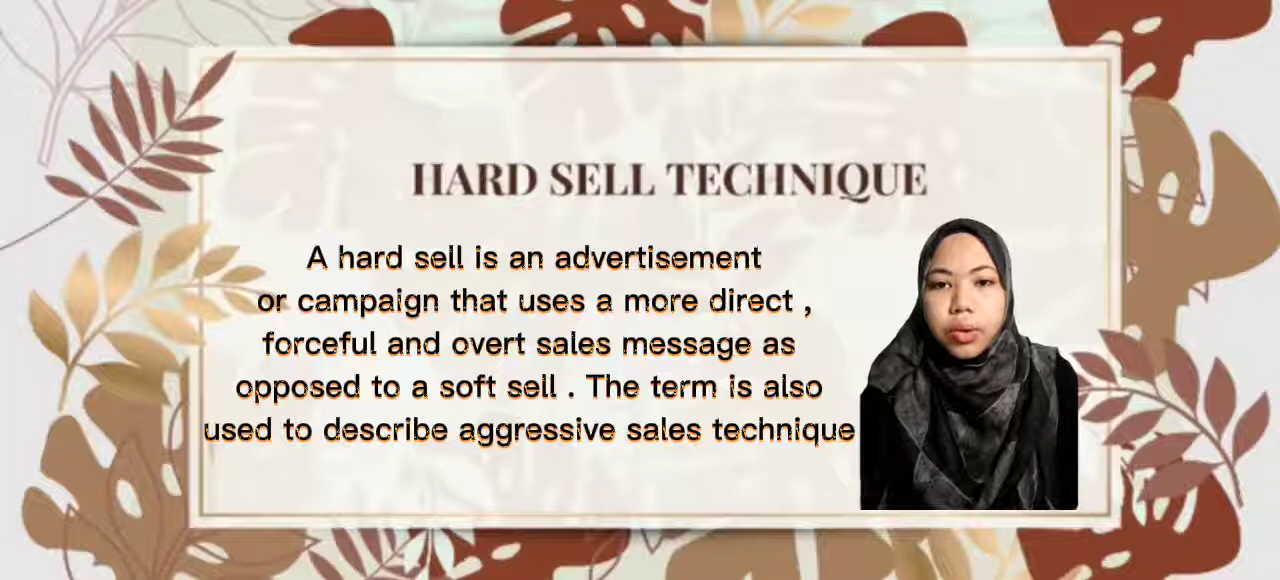 HARD SELL TECHNIQUE
A hard sell is an advertisement
or campaign that uses a more direct ,
forceful and overt sales message as
opposed to a soft sell . The term is also
used to describe aggressive sales technique